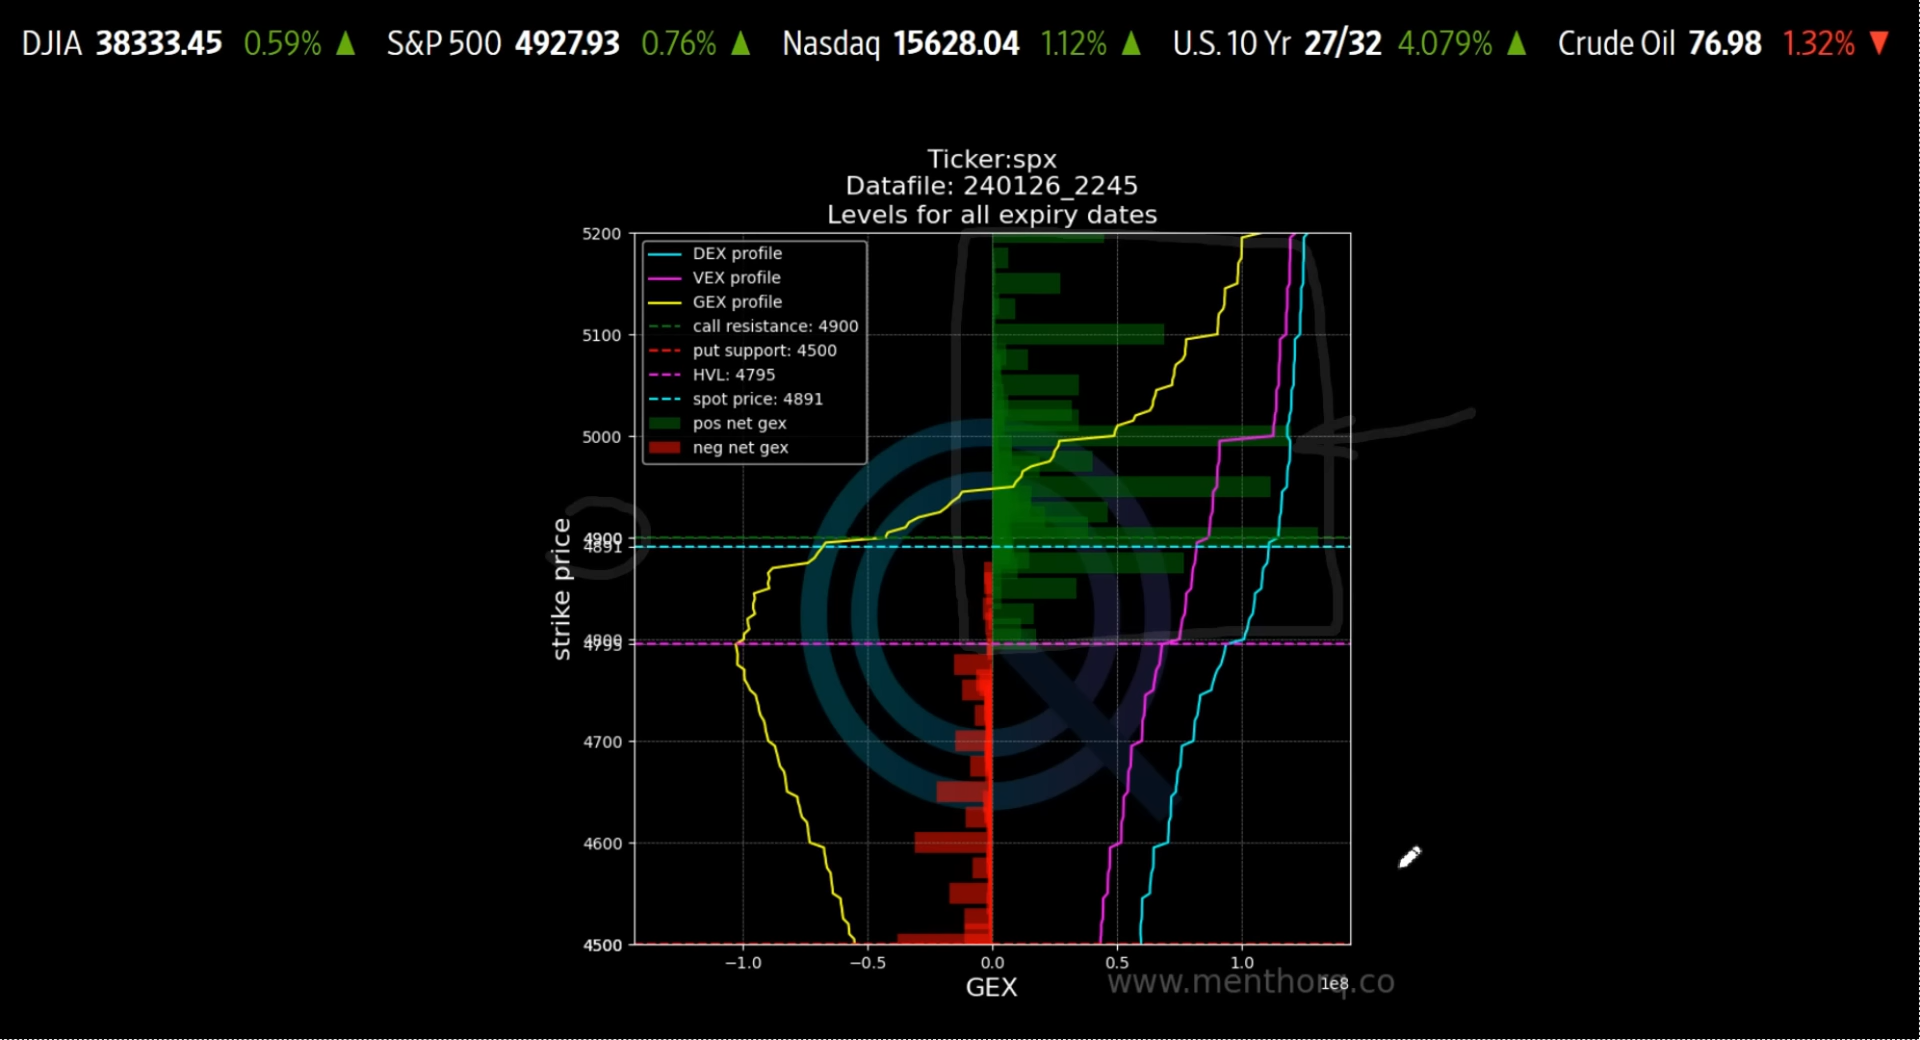 DJIA 38333.45 0.59% ▲ S&P 500 4927.93 0.76% ▲ Nasdaq 15628.04 1.12% ▲ U.S. 10 Yr 27/32 4.079% ▲ Crude Oil 76.98 1.32% ▼
Ticker:spx
Datafile: 240126_2245
Levels for all expiry dates
DEX profile
VEX profile
GEX profile
call resistance: 4900
put support: 4500
HVL: 4795
spot price: 4891
pos net gex
neg net gex
strike price
5200
5100
5000
4900
4891
4700
4600
4500
−1.0 −0.5 0.0 0.5 1.0
GEX
1e8
www.menthorq.co